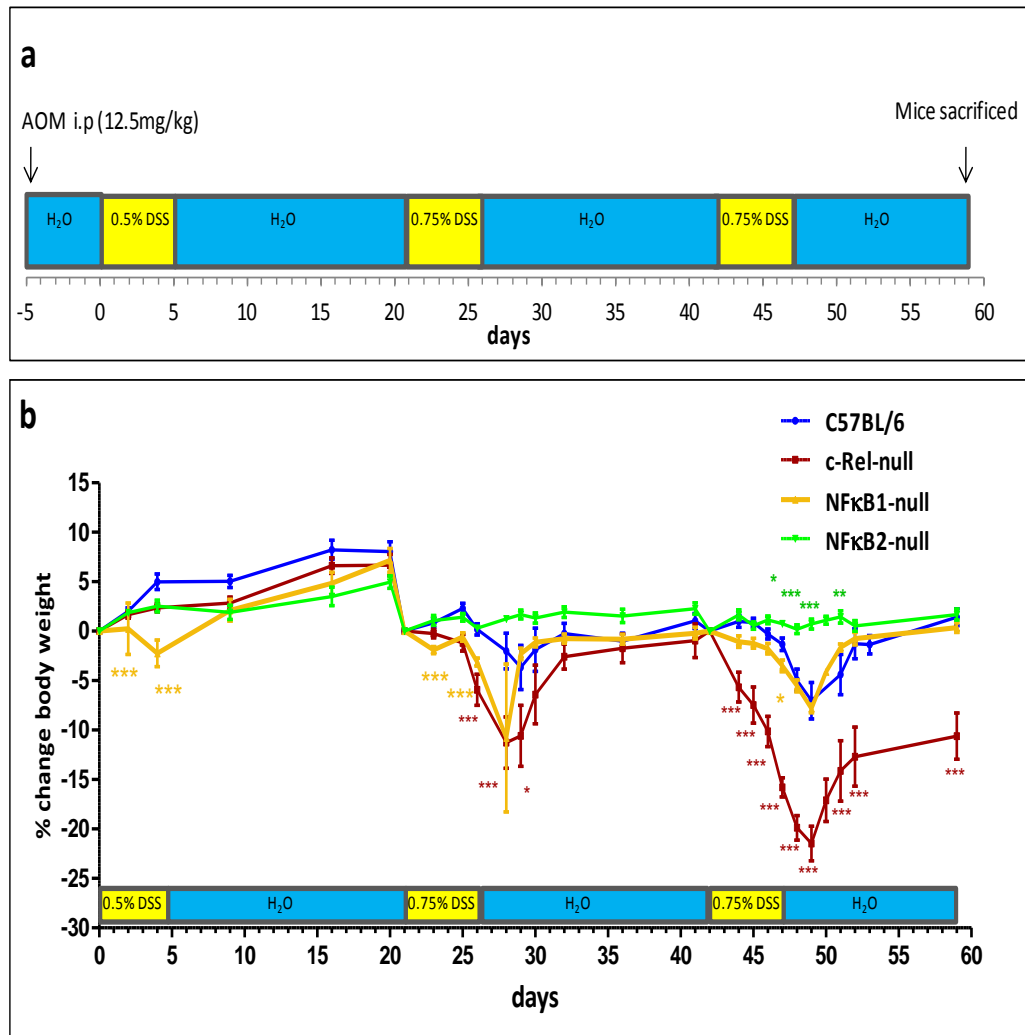 a
AOM i.p (12.5mg/kg)
Mice sacrificed
H₂O 0.5% DSS H₂O 0.75% DSS H₂O 0.75% DSS H₂O
-5 0 5 10 15 20 25 30 35 40 45 50 55 60
days
b
C57BL/6
c-Rel-null
NFκB1-null
NFκB2-null
% change body weight
15
10
5
0
-5
-10
-15
-20
-25
-30
* *** *** **
*** *** *** *** *** *** * *** *** *** *** *** *** * *** *** ***
0.5% DSS H₂O 0.75% DSS H₂O 0.75% DSS H₂O
0 5 10 15 20 25 30 35 40 45 50 55 60
days